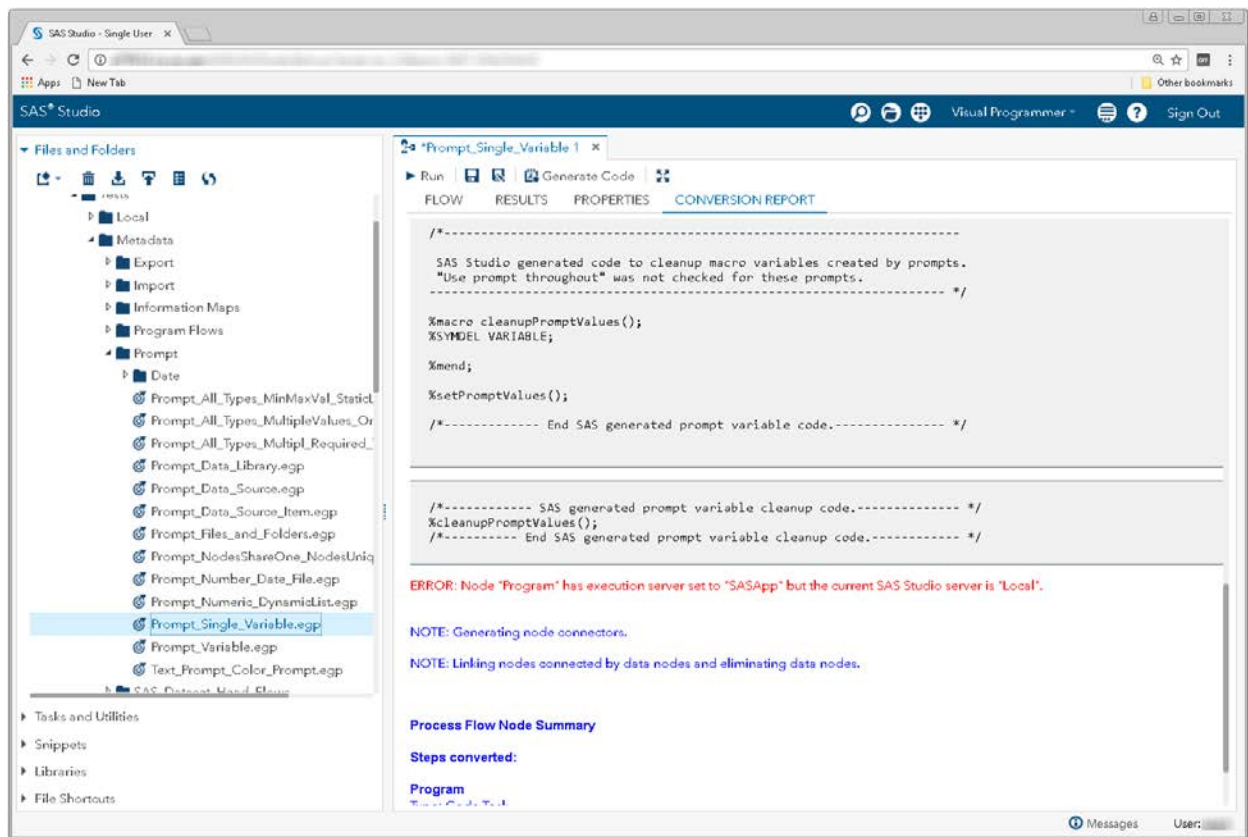 SAS Studio - Single User
Apps New Tab
Other bookmarks
SAS® Studio
Visual Programmer
Sign Out
Files and Folders
Tests
Local
Metadata
Export
Import
Information Maps
Program Flows
Prompt
Date
Prompt_All_Types_MinMaxVal_StaticL
Prompt_All_Types_MultipleValues_Or
Prompt_All_Types_Multipl_Required_
Prompt_Data_Library.egp
Prompt_Data_Source.egp
Prompt_Data_Source_Item.egp
Prompt_Files_and_Folders.egp
Prompt_NodesShareOne_NodesUniq
Prompt_Number_Date_File.egp
Prompt_Numeric_DynamicList.egp
Prompt_Single_Variable.egp
Prompt_Variable.egp
Text_Prompt_Color_Prompt.egp
Tasks and Utilities
Snippets
Libraries
File Shortcuts
*Prompt_Single_Variable 1
Run Generate Code
FLOW RESULTS PROPERTIES CONVERSION REPORT
/*----------------------------------------------------------------------
SAS Studio generated code to cleanup macro variables created by prompts.
"Use prompt throughout" was not checked for these prompts.
---------------------------------------------------------------------- */
%macro cleanupPromptValues();
%SYMDEL VARIABLE;
%mend;
%setPromptValues();
/*------------- End SAS generated prompt variable code.--------------- */
/*------------ SAS generated prompt variable cleanup code.-------------- */
%cleanupPromptValues();
/*---------- End SAS generated prompt variable cleanup code.------------ */
ERROR: Node "Program" has execution server set to "SASApp" but the current SAS Studio server is "Local".
NOTE: Generating node connectors.
NOTE: Linking nodes connected by data nodes and eliminating data nodes.
Process Flow Node Summary
Steps converted:
Program
Type: Code Task
Messages User: